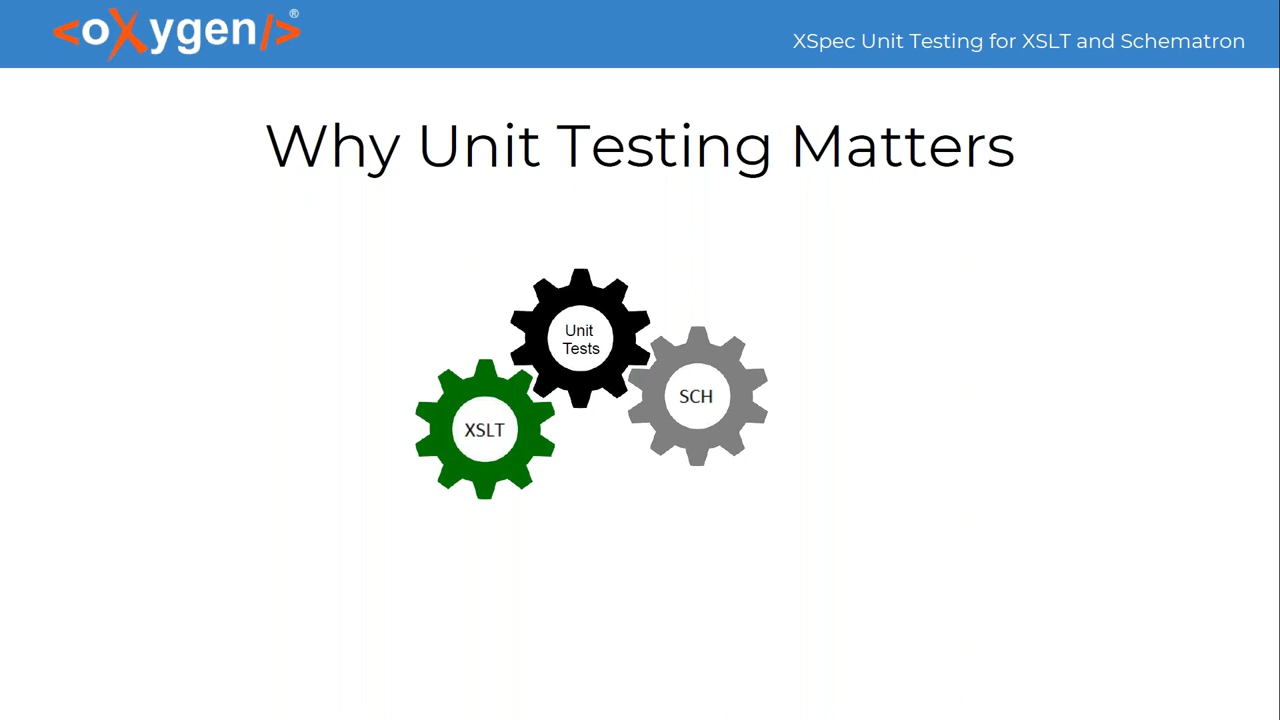 <oXygen/>®
XSpec Unit Testing for XSLT and Schematron
Why Unit Testing Matters
Unit
Tests
SCH
XSLT